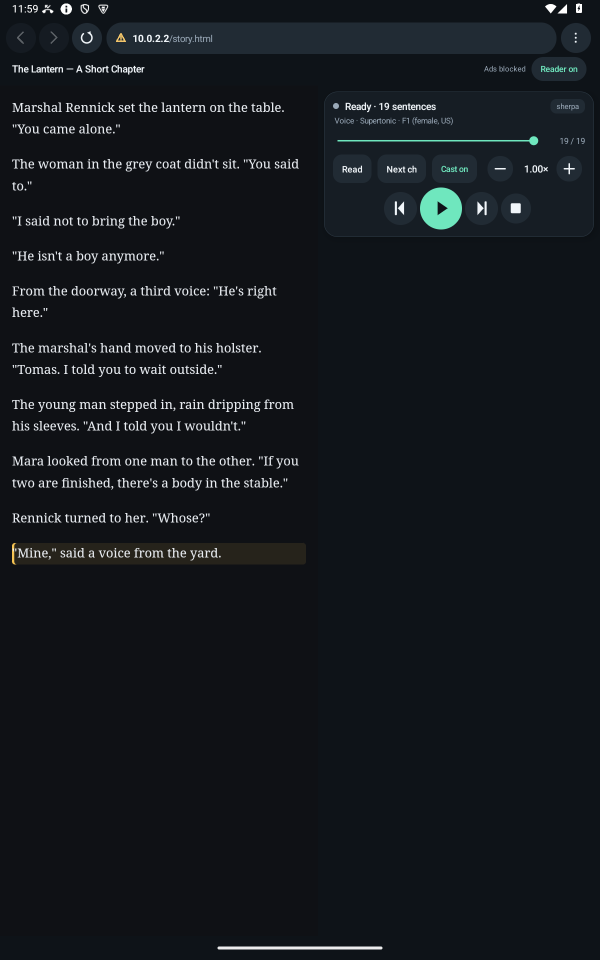 11:59
10.0.2.2/story.html
The Lantern — A Short Chapter
Ads blocked
Reader on
Marshal Rennick set the lantern on the table.
"You came alone."
The woman in the grey coat didn't sit. "You said
to."
"I said not to bring the boy."
"He isn't a boy anymore."
From the doorway, a third voice: "He's right
here."
The marshal's hand moved to his holster.
"Tomas. I told you to wait outside."
The young man stepped in, rain dripping from
his sleeves. "And I told you I wouldn't."
Mara looked from one man to the other. "If you
two are finished, there's a body in the stable."
Rennick turned to her. "Whose?"
"Mine," said a voice from the yard.
Ready · 19 sentences
sherpa
Voice · Supertonic · F1 (female, US)
19 / 19
Read
Next ch
Cast on
1.00×